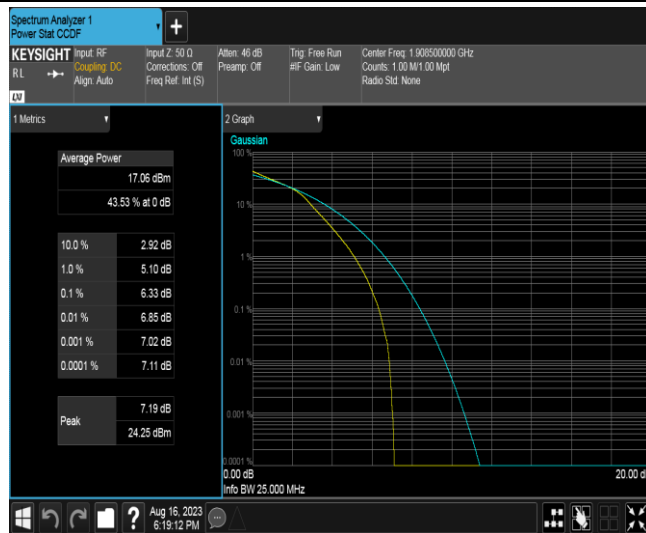 Spectrum Analyzer 1
Power Stat CCDF
KEYSIGHT
RL
Input: RF
Coupling: DC
Align: Auto
Input Z: 50 Ω
Corrections: Off
Freq Ref: Int (S)
Atten: 46 dB
Preamp: Off
Trig: Free Run
#IF Gain: Low
Center Freq: 1.908500000 GHz
Counts: 1.00 M/1.00 Mpt
Radio Std: None
1 Metrics
Average Power
17.06 dBm
43.53 % at 0 dB
10.0 % 2.92 dB
1.0 % 5.10 dB
0.1 % 6.33 dB
0.01 % 6.85 dB
0.001 % 7.02 dB
0.0001 % 7.11 dB
Peak
7.19 dB
24.25 dBm
2 Graph
Gaussian
100 %
10 %
1 %
0.1 %
0.01 %
0.001 %
0.0001 %
0.00 dB
20.00 d
Info BW 25.000 MHz
?
Aug 16, 2023
6:19:12 PM